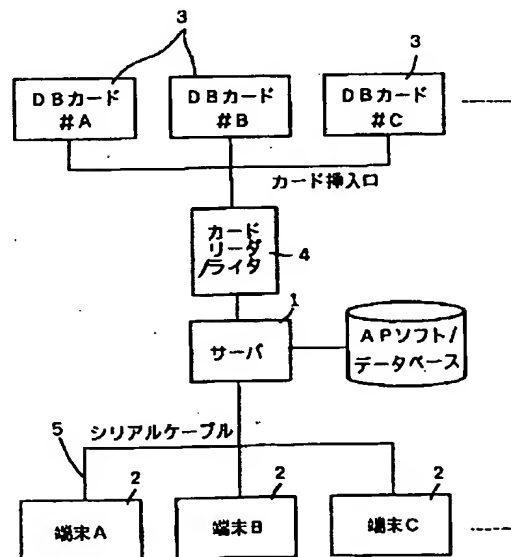 3
3
DBカード
#A
DBカード
#B
DBカード
#C
カード挿入口
カード
リーダ
/ライタ
4
1
サーバ
APソフト/
データベース
シリアルケーブル
5
2
2
2
端末A
端末B
端末C